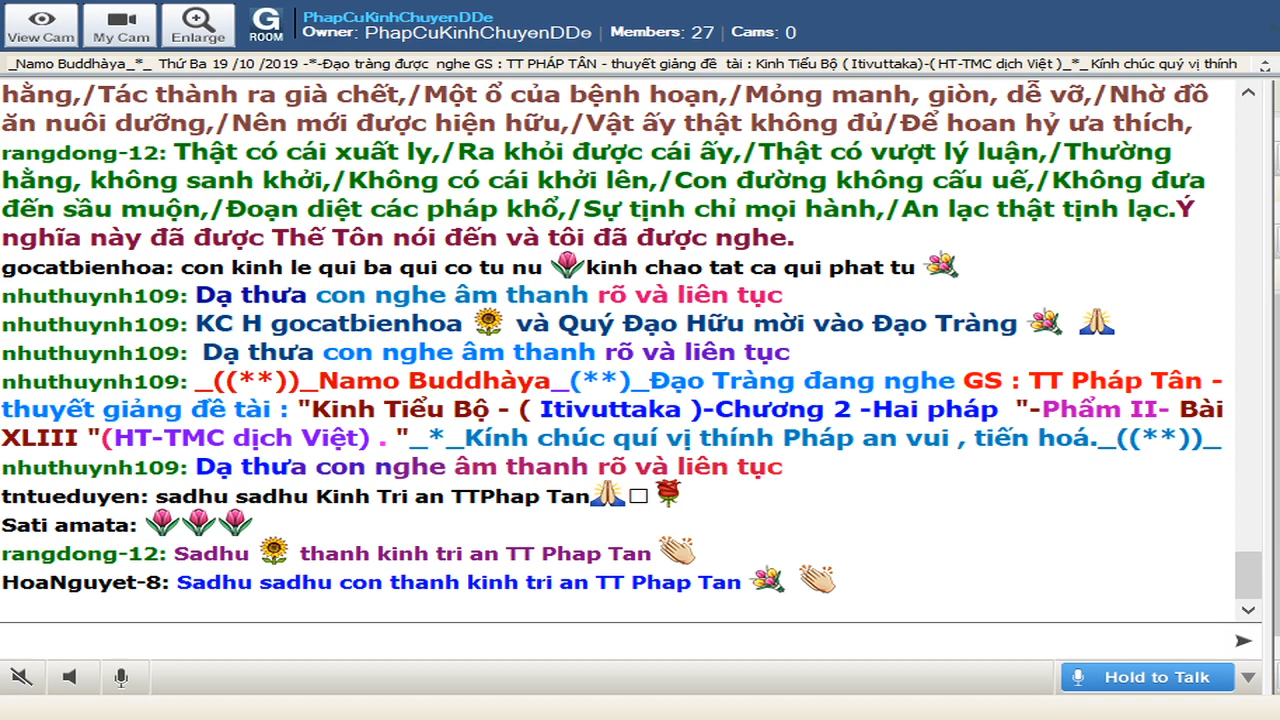 View Cam
My Cam
Enlarge
G
ROOM
PhapCuKinhChuyenDDe
Owner: PhapCuKinhChuyenDDe | Members: 27 | Cams: 0
_Namo Buddhàya_*_ Thứ Ba 19 /10 /2019 -*-Đạo tràng được nghe GS : TT PHÁP TÂN - thuyết giảng đề tài : Kinh Tiểu Bộ ( Itivuttaka)-( HT-TMC dịch Việt )_*_ Kính chúc quý vị thính
hằng,/Tác thành ra già chết,/Một ổ của bệnh hoạn,/Mỏng manh, giòn, dễ vỡ,/Nhờ đồ
ăn nuôi dưỡng,/Nên mới được hiện hữu,/Vật ấy thật không đủ/Để hoan hỷ ưa thích,
rangdong-12: Thật có cái xuất ly,/Ra khỏi được cái ấy,/Thật có vượt lý luận,/Thường
hằng, không sanh khởi,/Không có cái khởi lên,/Con đường không cấu uế,/Không đưa
đến sầu muộn,/Đoạn diệt các pháp khổ,/Sự tịnh chỉ mọi hành,/An lạc thật tịnh lạc.Ý
nghĩa này đã được Thế Tôn nói đến và tôi đã được nghe.
gocatbienhoa: con kinh le qui ba qui co tu nu kinh chao tat ca qui phat tu
nhuthuynh109: Dạ thưa con nghe âm thanh rõ và liên tục
nhuthuynh109: KC H gocatbienhoa và Quý Đạo Hữu mời vào Đạo Tràng
nhuthuynh109: Dạ thưa con nghe âm thanh rõ và liên tục
nhuthuynh109: _((**))_Namo Buddhàya_(**)_Đạo Tràng đang nghe GS : TT Pháp Tân -
thuyết giảng đề tài : "Kinh Tiểu Bộ - ( Itivuttaka )-Chương 2 -Hai pháp "-Phẩm II- Bài
XLIII "(HT-TMC dịch Việt) . "_*_Kính chúc quí vị thính Pháp an vui , tiến hoá._((**))_
nhuthuynh109: Dạ thưa con nghe âm thanh rõ và liên tục
tntueduyen: sadhu sadhu Kinh Tri an TTPhap Tan
Sati amata:
rangdong-12: Sadhu thanh kinh tri an TT Phap Tan
HoaNguyet-8: Sadhu sadhu con thanh kinh tri an TT Phap Tan
Hold to Talk